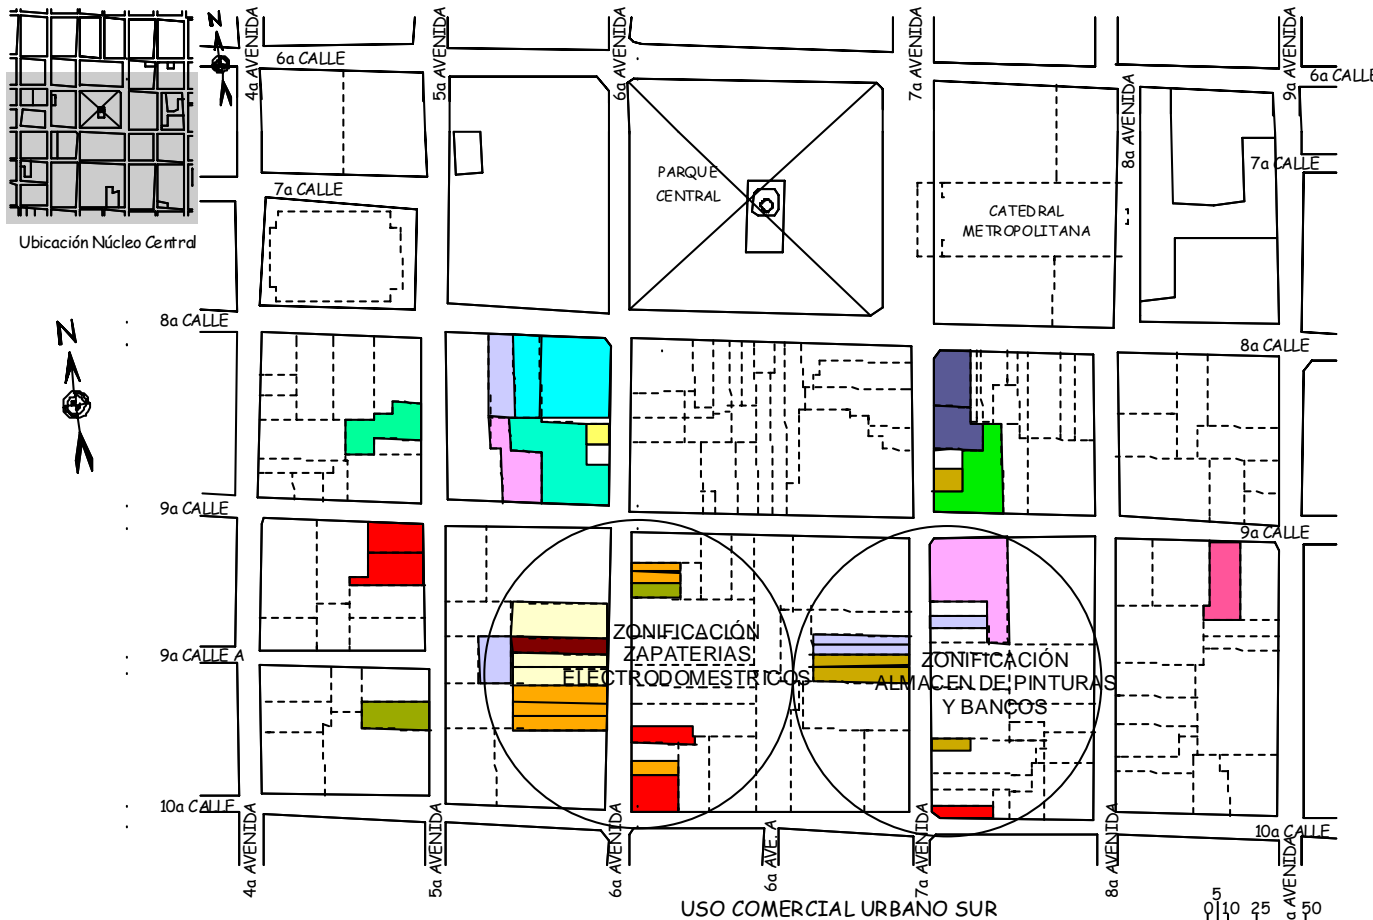 N
4a AVENIDA
5a AVENIDA
6a AVENIDA
7a AVENIDA
9a AVENIDA
6a CALLE
6a CALLE
8a AVENIDA
PARQUE
CENTRAL
7a CALLE
7a CALLE
CATEDRAL
METROPOLITANA
Ubicación Núcleo Central
N
8a CALLE
8a CALLE
9a CALLE
9a CALLE
ZONIFICACIÓN
ZAPATERIAS
ELECTRODOMESTRICOS
ZONIFICACIÓN
ALMACEN DE PINTURAS
Y BANCOS
9a CALLE A
10a CALLE
10a CALLE
4a AVENIDA
5a AVENIDA
6a AVENIDA
6a AVE. A
7a AVENIDA
8a AVENIDA
a AVENIDA
USO COMERCIAL URBANO SUR
5
0 10 25 50